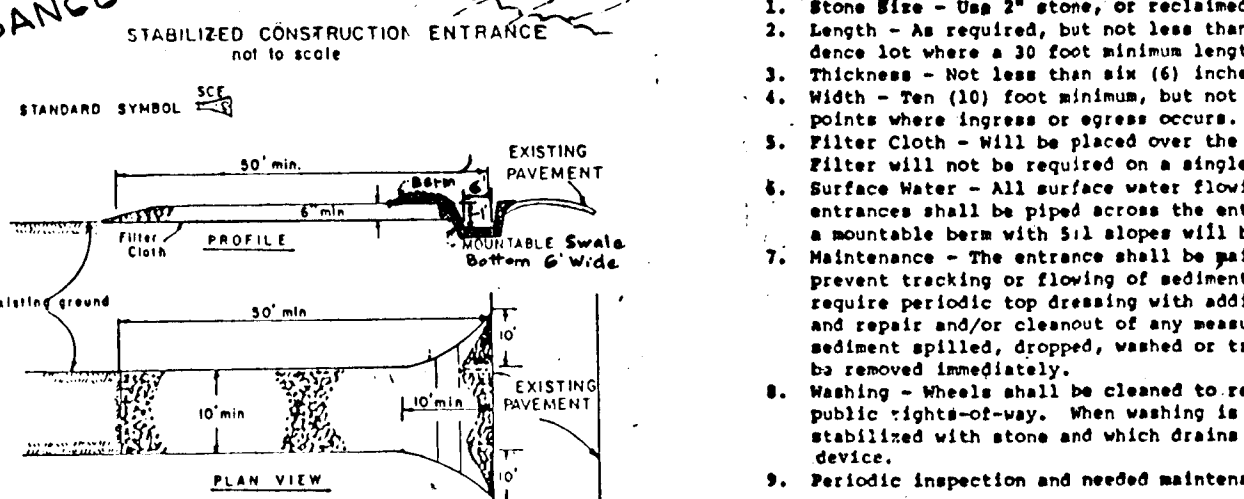 STABILIZED CONSTRUCTION ENTRANCE
not to scale
STANDARD SYMBOL
SCE
50' min.
EXISTING
PAVEMENT
Berm
6'
1'
6" min
Filter
Cloth
PROFILE
MOUNTABLE Swale
Bottom 6' Wide
ground
50' min
10'
10' min
10' min
EXISTING
PAVEMENT
10'
PLAN VIEW
1. Stone Size - Use 2" stone, or reclaimed
2. Length - As required, but not less than
dence lot where a 30 foot minimum lengt
3. Thickness - Not less than six (6) inche
4. Width - Ten (10) foot minimum, but not
points where ingress or egress occurs.
5. Filter Cloth - Will be placed over the
Filter will not be required on a single
6. Surface Water - All surface water flowi
entrances shall be piped across the ent
a mountable berm with 5:1 slopes will b
7. Maintenance - The entrance shall be mai
prevent tracking or flowing of sediment
require periodic top dressing with addi
and repair and/or cleanout of any measu
sediment spilled, dropped, washed or tr
be removed immediately.
8. Washing - Wheels shall be cleaned to re
public rights-of-way. When washing is
stabilized with stone and which drains
device.
9. Periodic inspection and needed maintena